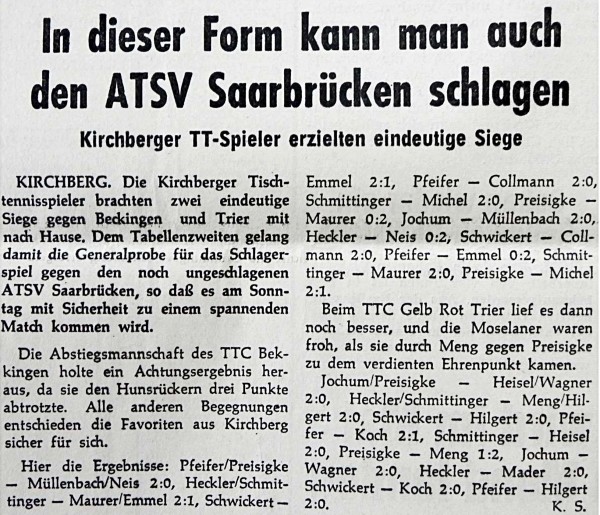 In dieser Form kann man auch
den ATSV Saarbrücken schlagen
Kirchberger TT-Spieler erzielten eindeutige Siege
KIRCHBERG. Die Kirchberger Tisch-
tennisspieler brachten zwei eindeutige
Siege gegen Beckingen und Trier mit
nach Hause. Dem Tabellenzweiten gelang
damit die Generalprobe für das Schlager-
spiel gegen den noch ungeschlagenen
ATSV Saarbrücken, so daß es am Sonn-
tag mit Sicherheit zu einem spannenden
Match kommen wird.
Die Abstiegsmannschaft des TTC Bek-
kingen holte ein Achtungsergebnis her-
aus, da sie den Hunsrückern drei Punkte
abtrotzte. Alle anderen Begegnungen
entschieden die Favoriten aus Kirchberg
sicher für sich.
Hier die Ergebnisse: Pfeifer/Preisigke
— Müllenbach/Neis 2:0, Heckler/Schmit-
tinger — Maurer/Emmel 2:1, Schwickert —
Emmel 2:1, Pfeifer — Collmann 2:0,
Schmittinger — Michel 2:0, Preisigke —
Maurer 0:2, Jochum — Müllenbach 2:0,
Heckler — Neis 0:2, Schwickert — Coll-
mann 2:0, Pfeifer — Emmel 0:2, Schmit-
tinger — Maurer 2:0, Preisigke — Michel
2:1.
Beim TTC Gelb Rot Trier lief es dann
noch besser, und die Moselaner waren
froh, als sie durch Meng gegen Preisigke
zu dem verdienten Ehrenpunkt kamen.
Jochum/Preisigke — Heisel/Wagner
2:0, Heckler/Schmittinger — Meng/Hil-
gert 2:0, Schwickert — Hilgert 2:0, Pfei-
fer — Koch 2:1, Schmittinger — Heisel
2:0, Preisigke — Meng 1:2, Jochum —
Wagner 2:0, Heckler — Mader 2:0,
Schwickert — Koch 2:0, Pfeifer — Hilgert
2:0. K. S.